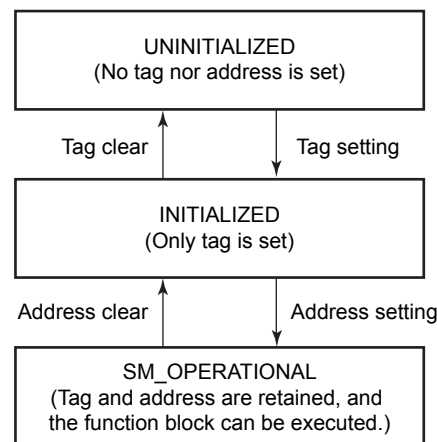 UNINITIALIZED
(No tag nor address is set)
Tag clear
Tag setting
INITIALIZED
(Only tag is set)
Address clear
Address setting
SM_OPERATIONAL
(Tag and address are retained, and
the function block can be executed.)